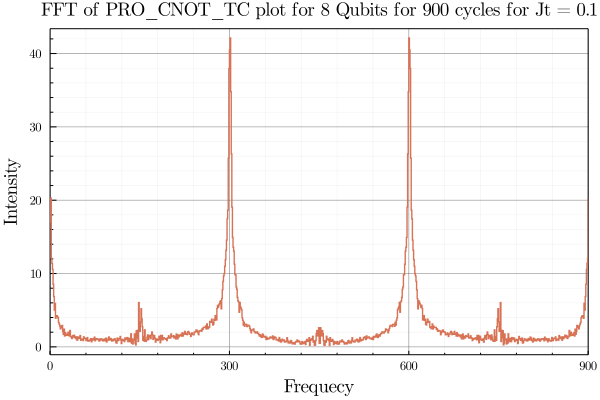 FFT of PRO_CNOT_TC plot for 8 Qubits for 900 cycles for Jt = 0.1
40
30
20
10
0
Intensity
0 300 600 900
Frequecy